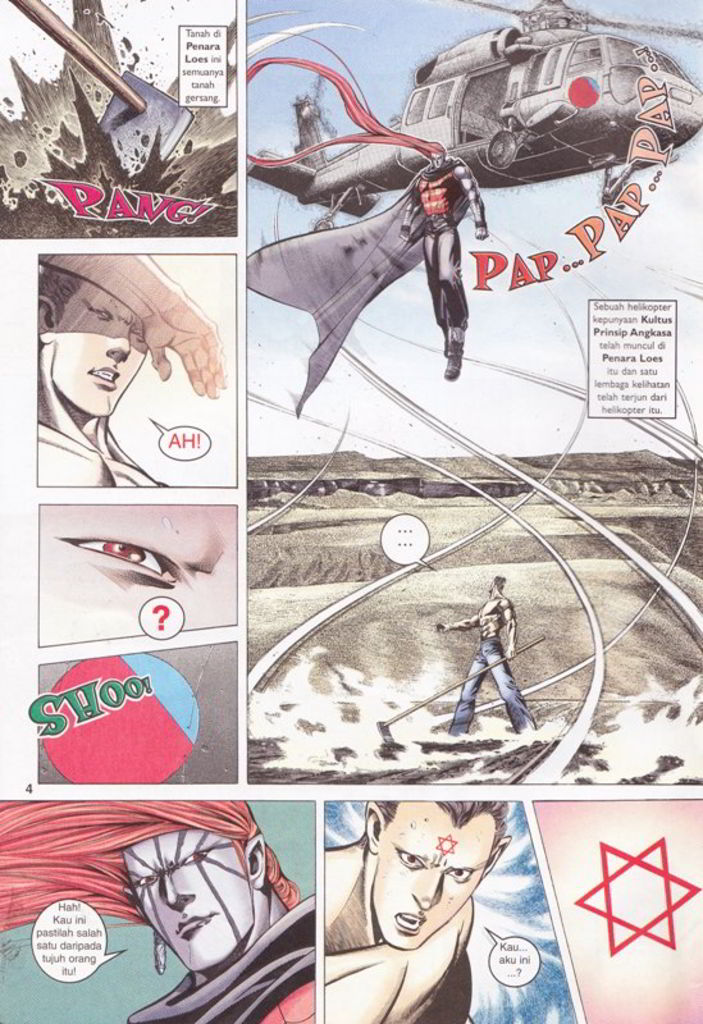 Tanah di
Penara
Loes ini
semuanya
tanah
gersang.
PANG!
PAP...PAP...PAP...PAP...
Sebuah helikopter
kepunyaan Kultus
Prinsip Angkasa
telah muncul di
Penara Loes
itu dan satu
lembaga kelihatan
telah terjun dari
helikopter itu.
AH!
...
...
?
SHOO!
4
Hah!
Kau ini
pastilah salah
satu daripada
tujuh orang
itu!
Kau...
aku ini
...?